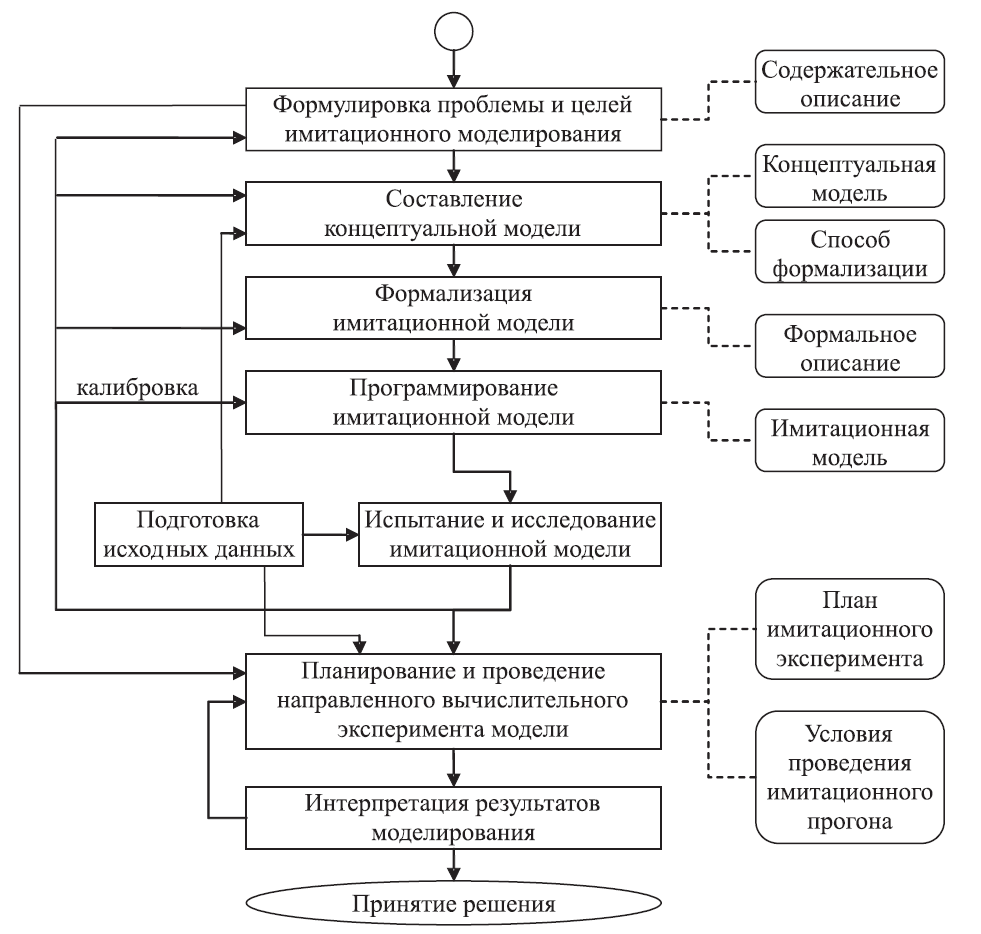 Формулировка проблемы и целей
имитационного моделирования
Содержательное
описание
Составление
концептуальной модели
Концептуальная
модель
Способ
формализации
Формализация
имитационной модели
Формальное
описание
калибровка
Программирование
имитационной модели
Имитационная
модель
Подготовка
исходных данных
Испытание и исследование
имитационной модели
План
имитационного
эксперимента
Планирование и проведение
направленного вычислительного
эксперимента модели
Условия
проведения
имитационного
прогона
Интерпретация результатов
моделирования
Принятие решения